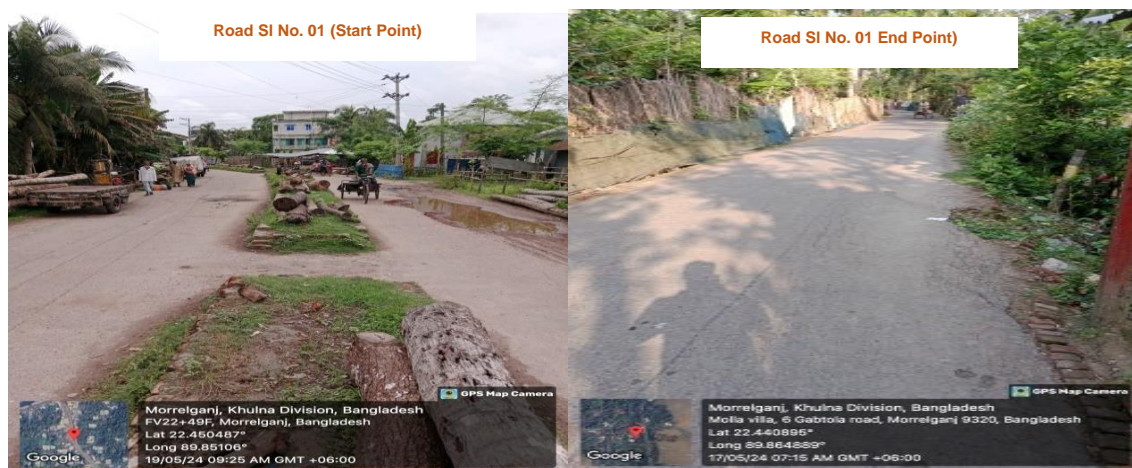 Road Sl No. 01 (Start Point)
GPS Map Camera
Morrelganj, Khulna Division, Bangladesh
FV22+49F, Morrelganj, Bangladesh
Lat 22.450487°
Long 89.85106°
19/05/24 09:25 AM GMT +06:00
Google
Road Sl No. 01 End Point)
GPS Map Camera
Morrelganj, Khulna Division, Bangladesh
Molla villa, 6 Gabtola road, Morrelganj 9320, Bangladesh
Lat 22.440895°
Long 89.864889°
17/05/24 07:15 AM GMT +06:00
Google